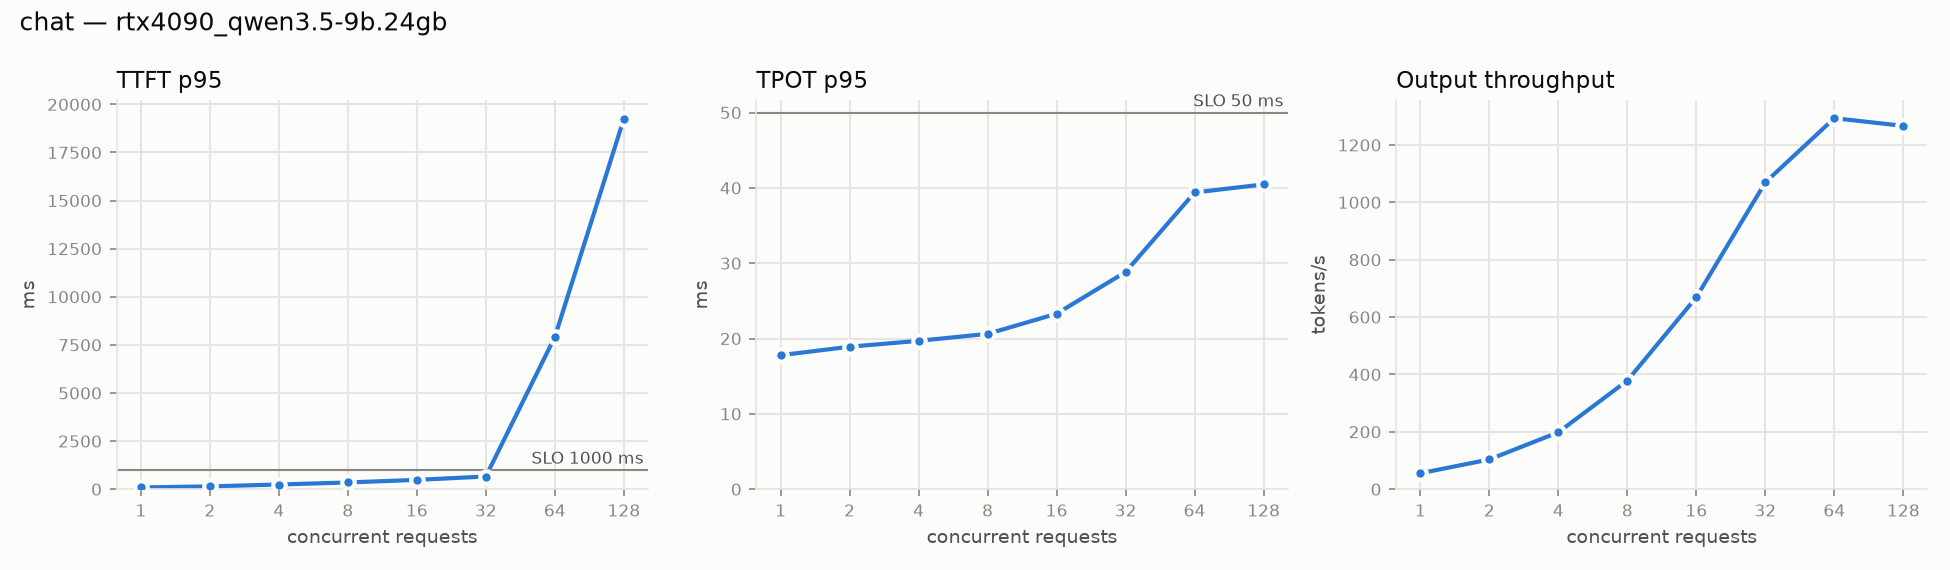 chat — rtx4090_qwen3.5-9b.24gb
TTFT p95
20000
17500
15000
12500
10000
7500
5000
2500
0
ms
SLO 1000 ms
1 2 4 8 16 32 64 128
concurrent requests
TPOT p95
50
40
30
20
10
0
ms
SLO 50 ms
1 2 4 8 16 32 64 128
concurrent requests
Output throughput
1200
1000
800
600
400
200
0
tokens/s
1 2 4 8 16 32 64 128
concurrent requests